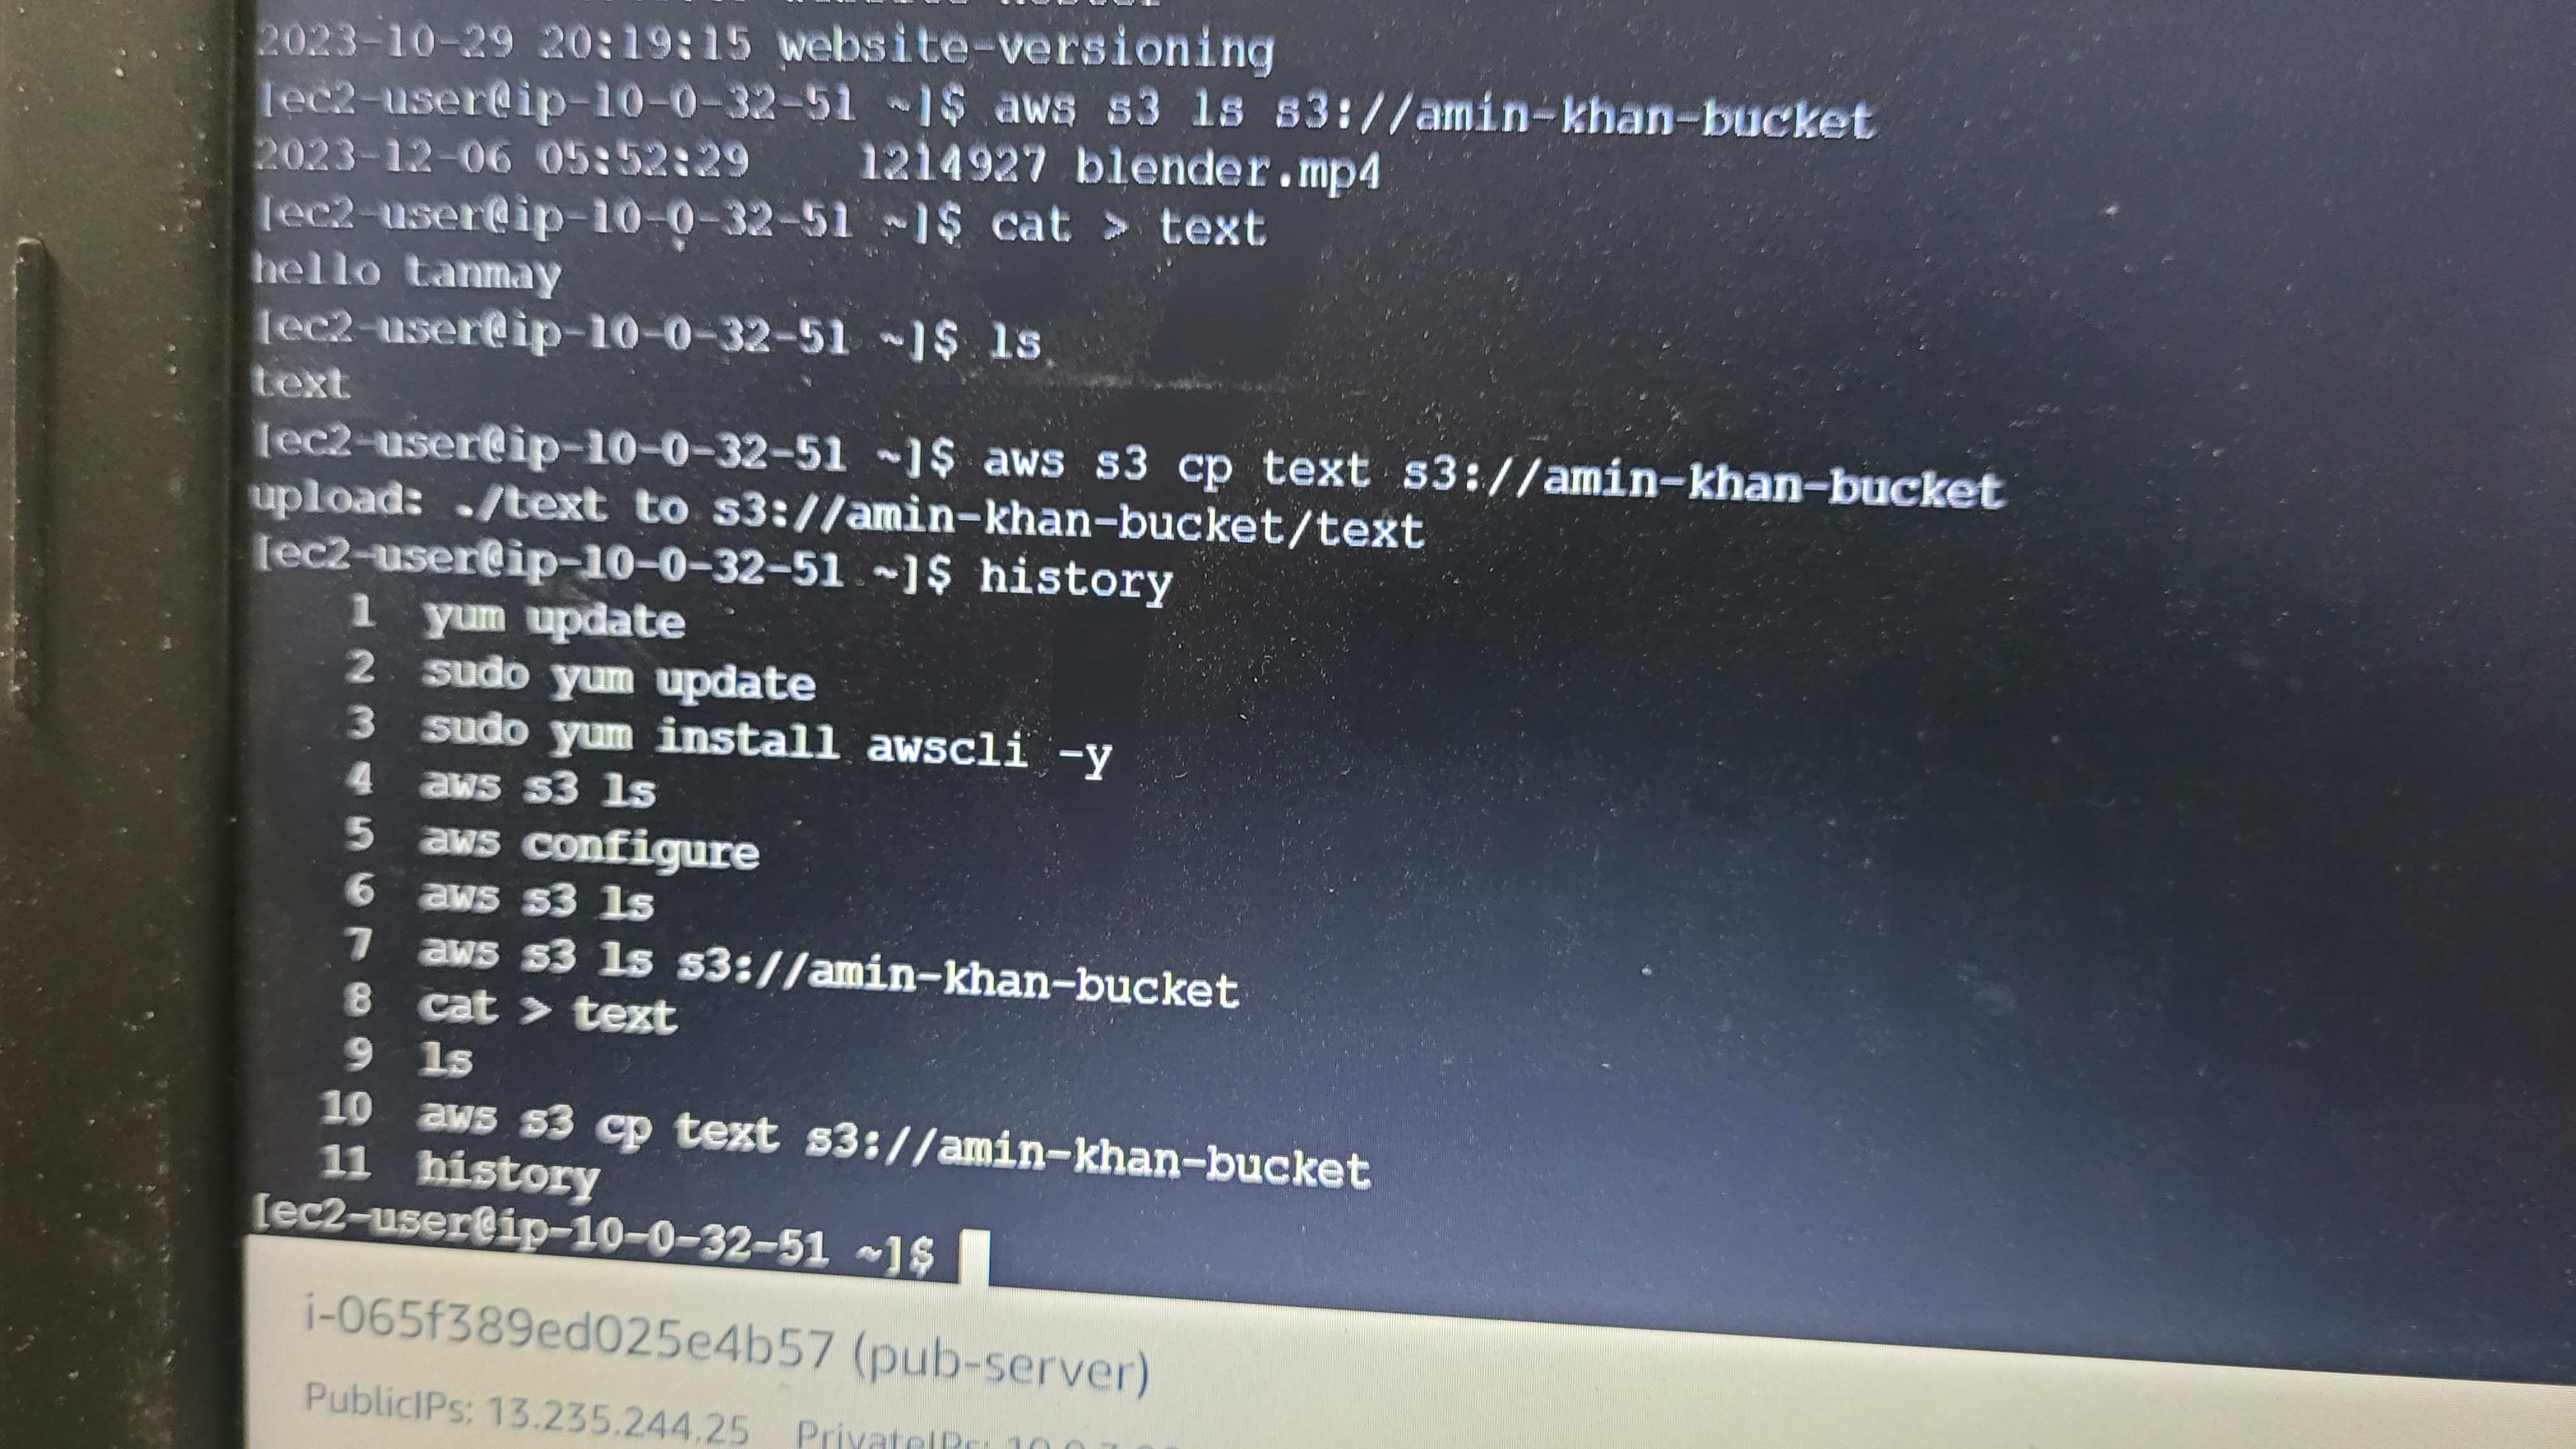 2023-10-29 20:19:15 website-versioning
[ec2-user@ip-10-0-32-51 ~]$ aws s3 ls s3://amin-khan-bucket
2023-12-06 05:52:29    1214927 blender.mp4
[ec2-user@ip-10-0-32-51 ~]$ cat > text
hello tanmay
[ec2-user@ip-10-0-32-51 ~]$ ls
text
[ec2-user@ip-10-0-32-51 ~]$ aws s3 cp text s3://amin-khan-bucket
upload: ./text to s3://amin-khan-bucket/text
[ec2-user@ip-10-0-32-51 ~]$ history
1  yum update
2  sudo yum update
3  sudo yum install awscli -y
4  aws s3 ls
5  aws configure
6  aws s3 ls
7  aws s3 ls s3://amin-khan-bucket
8  cat > text
9  ls
10  aws s3 cp text s3://amin-khan-bucket
11  history
[ec2-user@ip-10-0-32-51 ~]$
i-065f389ed025e4b57 (pub-server)
PublicIPs: 13.235.244.25    PrivateIPs: